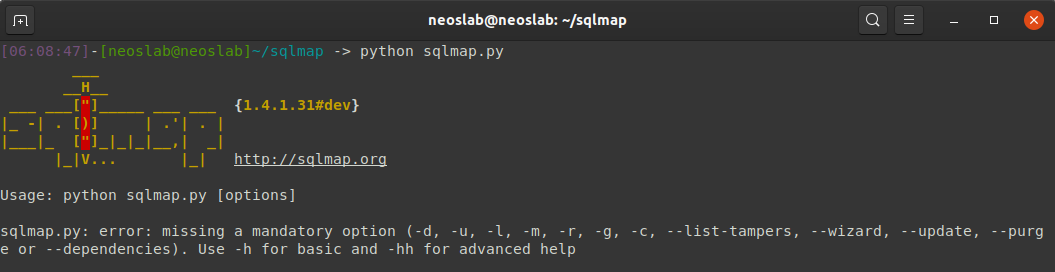 neoslab@neoslab: ~/sqlmap
[06:08:47]-[neoslab@neoslab]~/sqlmap -> python sqlmap.py
        ___
       __H__
 ___ ___["]_____ ___ ___  {1.4.1.31#dev}
|_ -| . [)]     | .'| . |
|___|_  ["]_|_|_|__,|  _|
      |_|V...       |_|   http://sqlmap.org
Usage: python sqlmap.py [options]
sqlmap.py: error: missing a mandatory option (-d, -u, -l, -m, -r, -g, -c, --list-tampers, --wizard, --update, --purg
e or --dependencies). Use -h for basic and -hh for advanced help